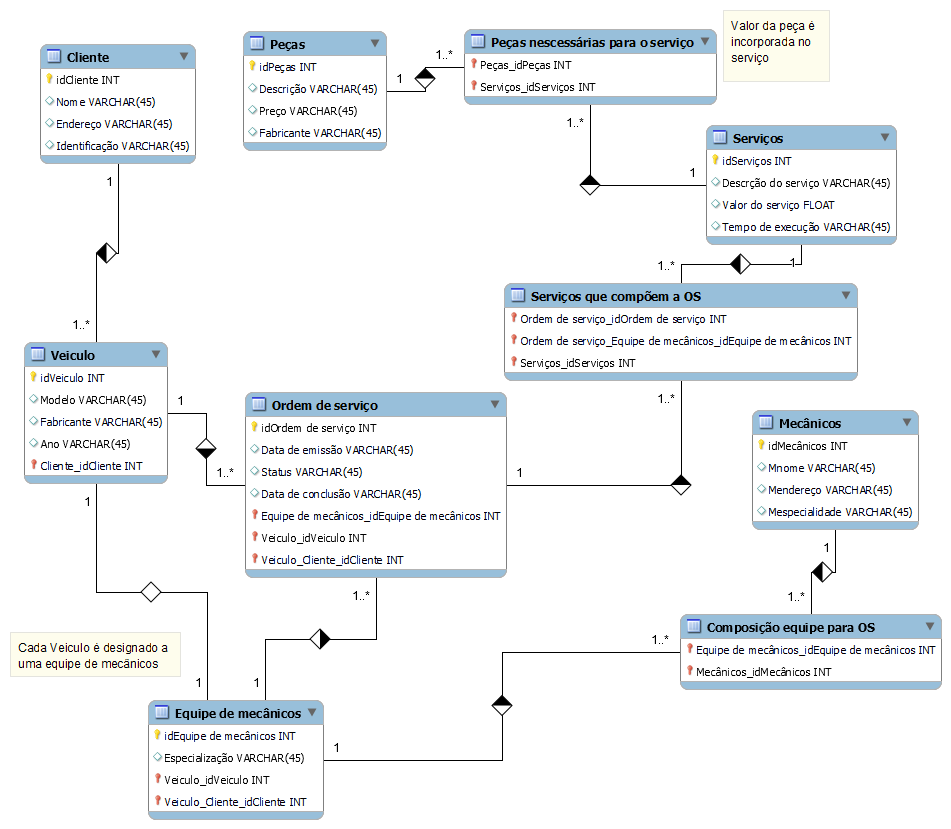 Cliente
idCliente INT
Nome VARCHAR(45)
Endereço VARCHAR(45)
Identificação VARCHAR(45)
1
1..*
Peças
idPeças INT
Descrição VARCHAR(45)
Preço VARCHAR(45)
Fabricante VARCHAR(45)
1
1..*
Peças nescessárias para o serviço
Peças_idPeças INT
Serviços_idServiços INT
1..*
1
Valor da peça é
incorporada no
serviço
Serviços
idServiços INT
Descrção do serviço VARCHAR(45)
Valor do serviço FLOAT
Tempo de execução VARCHAR(45)
1
1..*
Serviços que compõem a OS
Ordem de serviço_idOrdem de serviço INT
Ordem de serviço_Equipe de mecânicos_idEquipe de mecânicos INT
Serviços_idServiços INT
1..*
1
Veiculo
idVeiculo INT
Modelo VARCHAR(45)
Fabricante VARCHAR(45)
Ano VARCHAR(45)
Cliente_idCliente INT
1
1..*
1
Ordem de serviço
idOrdem de serviço INT
Data de emissão VARCHAR(45)
Status VARCHAR(45)
Data de conclusão VARCHAR(45)
Equipe de mecânicos_idEquipe de mecânicos INT
Veiculo_idVeiculo INT
Veiculo_Cliente_idCliente INT
1..*
1
Mecânicos
idMecânicos INT
Mnome VARCHAR(45)
Mendereço VARCHAR(45)
Mespecialidade VARCHAR(45)
1
1..*
Composição equipe para OS
Equipe de mecânicos_idEquipe de mecânicos INT
Mecânicos_idMecânicos INT
1..*
1
Cada Veiculo é designado a
uma equipe de mecânicos
1
Equipe de mecânicos
idEquipe de mecânicos INT
Especialização VARCHAR(45)
Veiculo_idVeiculo INT
Veiculo_Cliente_idCliente INT